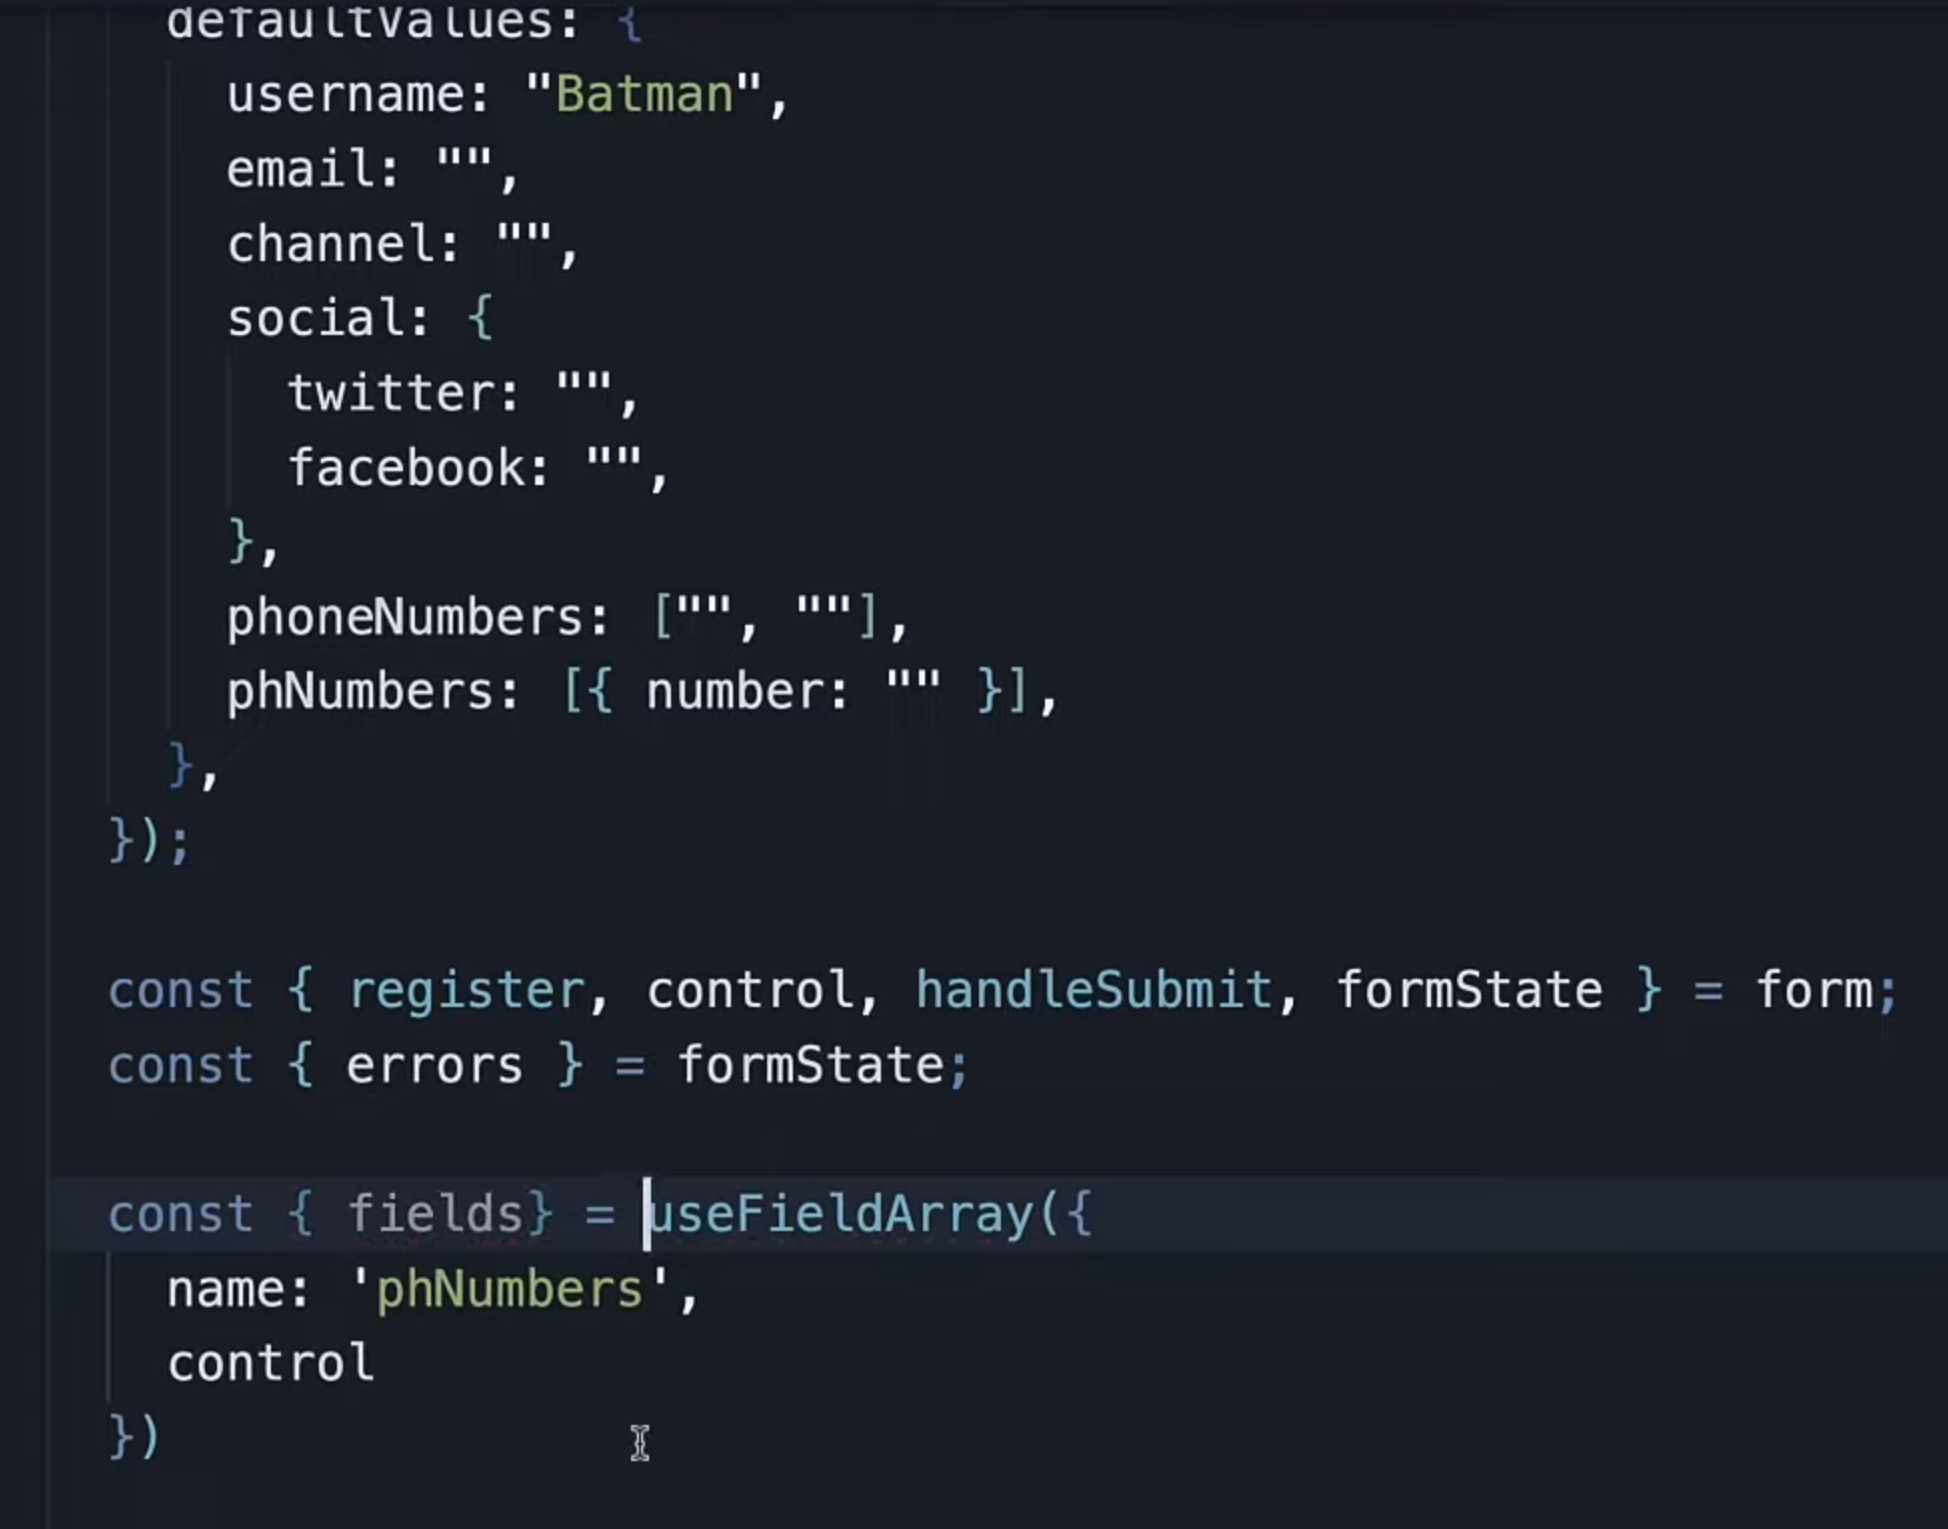 defaultValues: {
username: "Batman",
email: "",
channel: "",
social: {
twitter: "",
facebook: "",
},
phoneNumbers: ["", ""],
phNumbers: [{ number: "" }],
},
});
const { register, control, handleSubmit, formState } = form;
const { errors } = formState;
const { fields} = useFieldArray({
name: 'phNumbers',
control
})